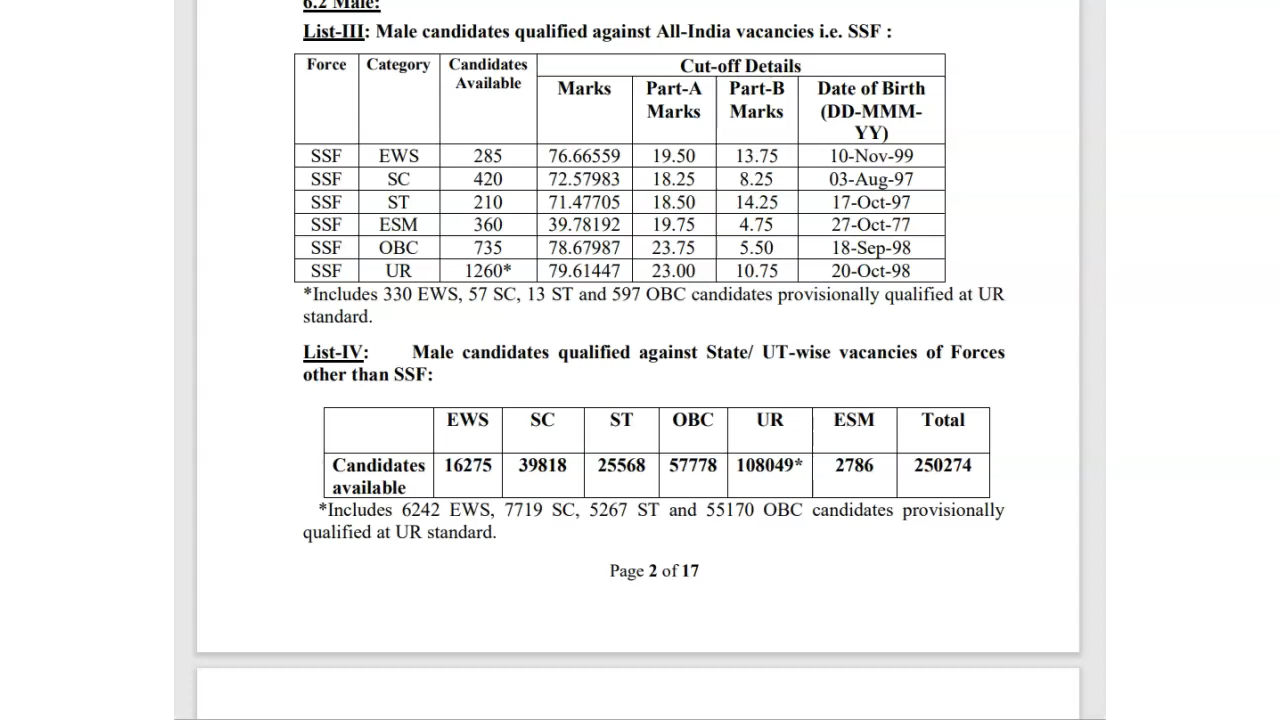 6.2 Male:
List-III: Male candidates qualified against All-India vacancies i.e. SSF :
Force Category Candidates Available Cut-off Details
Marks Part-A Marks Part-B Marks Date of Birth (DD-MMM-YY)
SSF EWS 285 76.66559 19.50 13.75 10-Nov-99
SSF SC 420 72.57983 18.25 8.25 03-Aug-97
SSF ST 210 71.47705 18.50 14.25 17-Oct-97
SSF ESM 360 39.78192 19.75 4.75 27-Oct-77
SSF OBC 735 78.67987 23.75 5.50 18-Sep-98
SSF UR 1260* 79.61447 23.00 10.75 20-Oct-98
*Includes 330 EWS, 57 SC, 13 ST and 597 OBC candidates provisionally qualified at UR
standard.
List-IV: Male candidates qualified against State/ UT-wise vacancies of Forces
other than SSF:
EWS SC ST OBC UR ESM Total
Candidates available 16275 39818 25568 57778 108049* 2786 250274
*Includes 6242 EWS, 7719 SC, 5267 ST and 55170 OBC candidates provisionally
qualified at UR standard.
Page 2 of 17